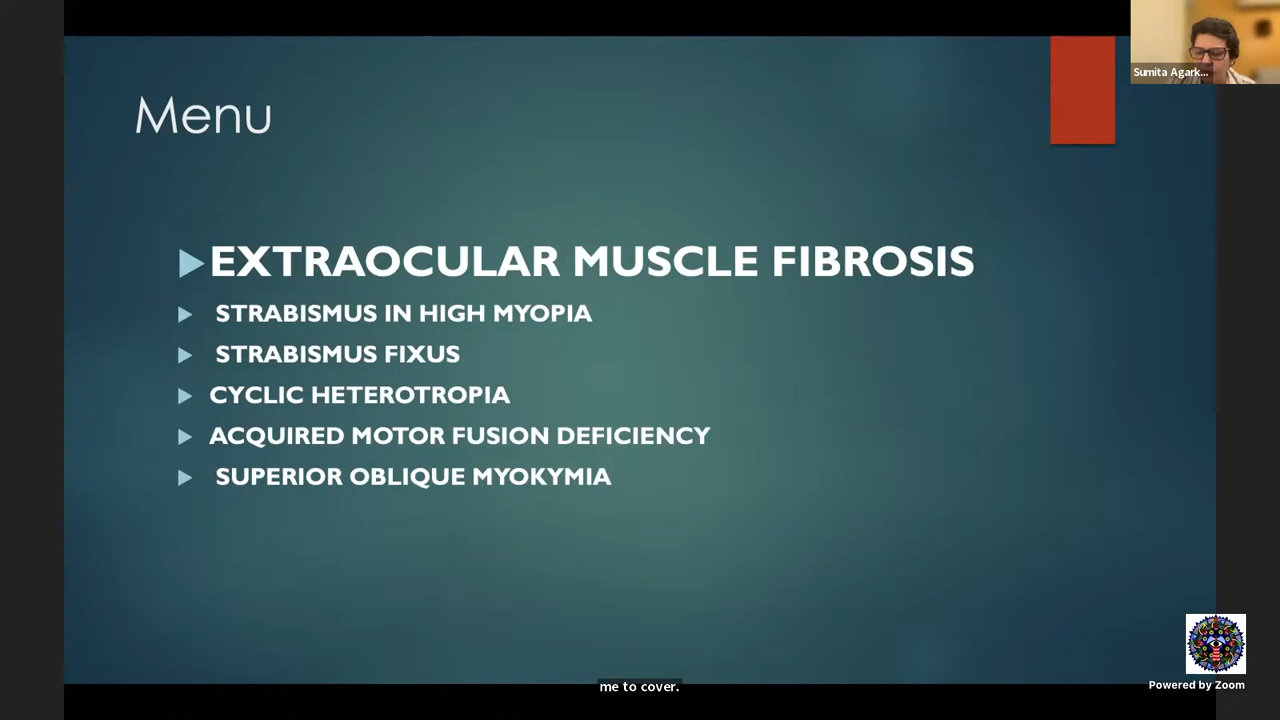 Sumita Agark...
Menu
EXTRAOCULAR MUSCLE FIBROSIS
STRABISMUS IN HIGH MYOPIA
STRABISMUS FIXUS
CYCLIC HETEROTROPIA
ACQUIRED MOTOR FUSION DEFICIENCY
SUPERIOR OBLIQUE MYOKYMIA
me to cover.
Powered by Zoom